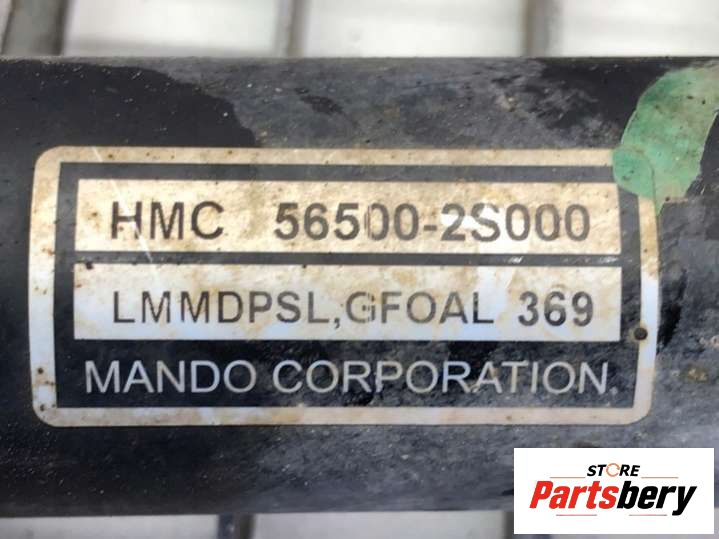 HMC 56500-2S000
LMMDPSL,GFOAL 369
MANDO CORPORATION.
STORE
Partsbery